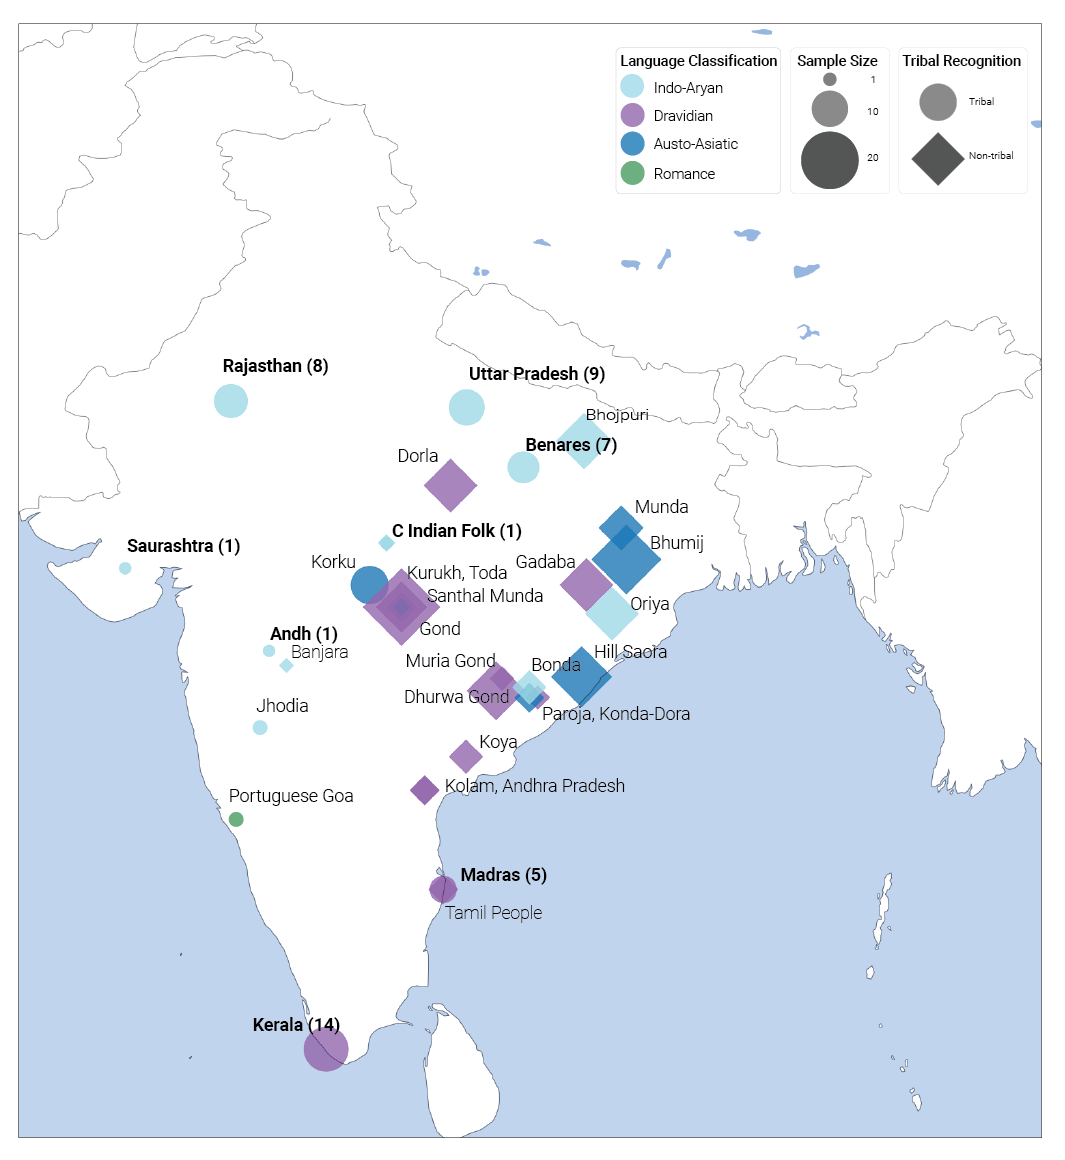 Language Classification
Indo-Aryan
Dravidian
Austo-Asiatic
Romance
Sample Size
1
10
20
Tribal Recognition
Tribal
Non-tribal
Rajasthan (8)
Uttar Pradesh (9)
Bhojpuri
Benares (7)
Dorla
Munda
C Indian Folk (1)
Bhumij
Saurashtra (1)
Korku
Gadaba
Kurukh, Toda
Santhal Munda
Oriya
Gond
Andh (1)
Banjara
Hill Saora
Muria Gond
Bonda
Dhurwa Gond
Jhodia
Paroja, Konda-Dora
Koya
Kolam, Andhra Pradesh
Portuguese Goa
Madras (5)
Tamil People
Kerala (14)